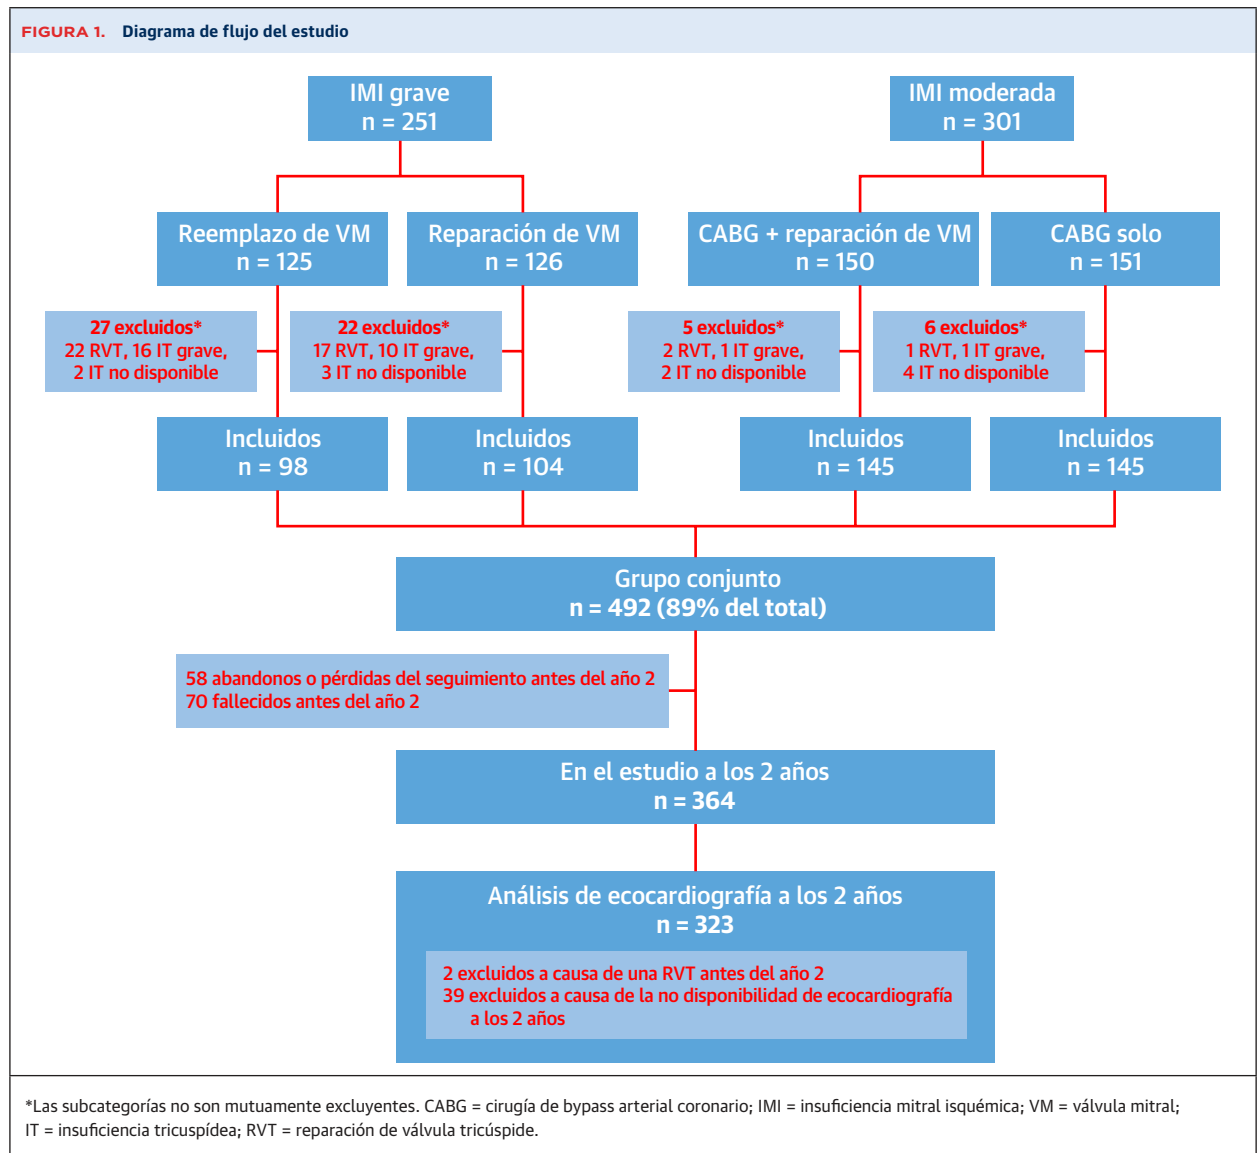 FIGURA 1. Diagrama de flujo del estudio
IMI grave
n = 251
IMI moderada
n = 301
Reemplazo de VM
n = 125
Reparación de VM
n = 126
CABG + reparación de VM
n = 150
CABG solo
n = 151
27 excluidos*
22 RVT, 16 IT grave,
2 IT no disponible
22 excluidos*
17 RVT, 10 IT grave,
3 IT no disponible
5 excluidos*
2 RVT, 1 IT grave,
2 IT no disponible
6 excluidos*
1 RVT, 1 IT grave,
4 IT no disponible
Incluidos
n = 98
Incluidos
n = 104
Incluidos
n = 145
Incluidos
n = 145
Grupo conjunto
n = 492 (89% del total)
58 abandonos o pérdidas del seguimiento antes del año 2
70 fallecidos antes del año 2
En el estudio a los 2 años
n = 364
Análisis de ecocardiografía a los 2 años
n = 323
2 excluidos a causa de una RVT antes del año 2
39 excluidos a causa de la no disponibilidad de ecocardiografía
a los 2 años
*Las subcategorías no son mutuamente excluyentes. CABG = cirugía de bypass arterial coronario; IMI = insuficiencia mitral isquémica; VM = válvula mitral;
IT = insuficiencia tricuspídea; RVT = reparación de válvula tricúspide.